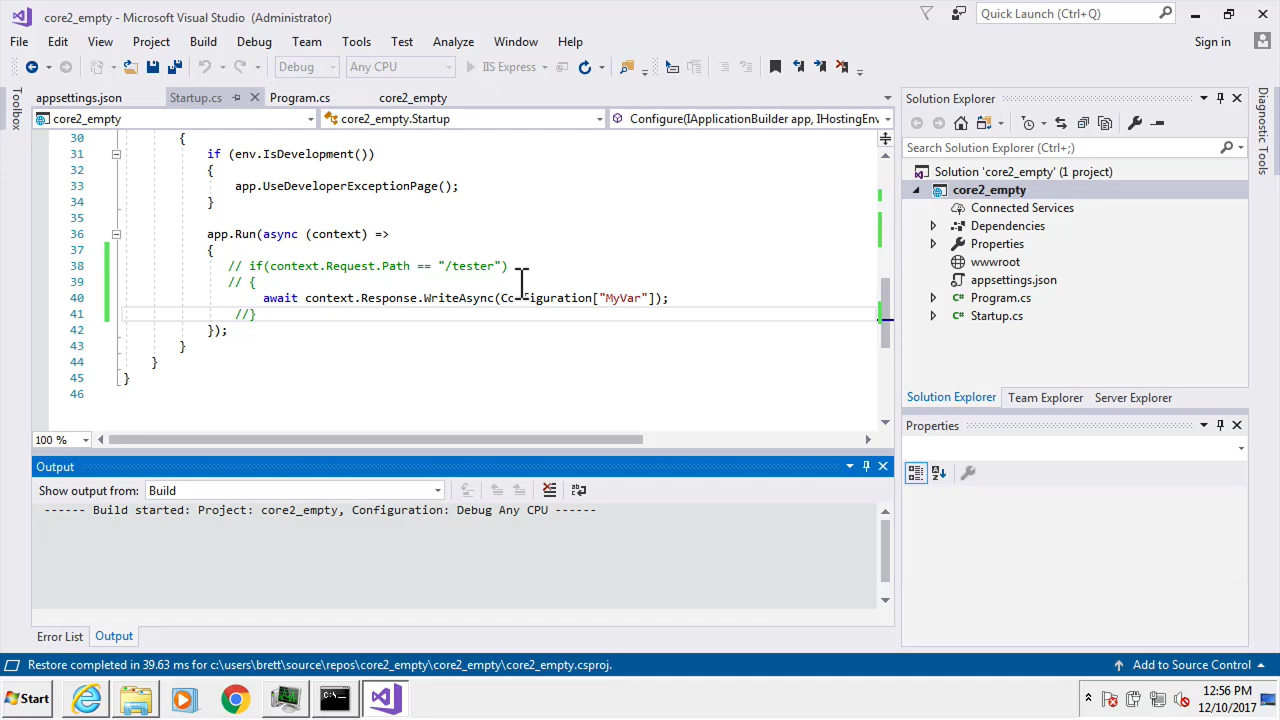 core2_empty - Microsoft Visual Studio (Administrator)
Quick Launch (Ctrl+Q)
File Edit View Project Build Debug Team Tools Test Analyze Window Help
Sign in
Debug Any CPU IIS Express
Toolbox
appsettings.json Startup.cs Program.cs core2_empty
core2_empty core2_empty.Startup Configure(IApplicationBuilder app, IHostingEnv
30 {
31 if (env.IsDevelopment())
32 {
33 app.UseDeveloperExceptionPage();
34 }
35
36 app.Run(async (context) =>
37 {
38 // if(context.Request.Path == "/tester")
39 // {
40 await context.Response.WriteAsync(Configuration["MyVar"]);
41 //}
42 });
43 }
44 }
45 }
46
100 %
Output
Show output from: Build
------ Build started: Project: core2_empty, Configuration: Debug Any CPU ------
Error List Output
Solution Explorer
Search Solution Explorer (Ctrl+;)
Solution 'core2_empty' (1 project)
core2_empty
Connected Services
Dependencies
Properties
wwwroot
appsettings.json
Program.cs
Startup.cs
Solution Explorer Team Explorer Server Explorer
Properties
Diagnostic Tools
Restore completed in 39.63 ms for c:\users\brett\source\repos\core2_empty\core2_empty\core2_empty.csproj.
Add to Source Control
Start
12:56 PM
12/10/2017